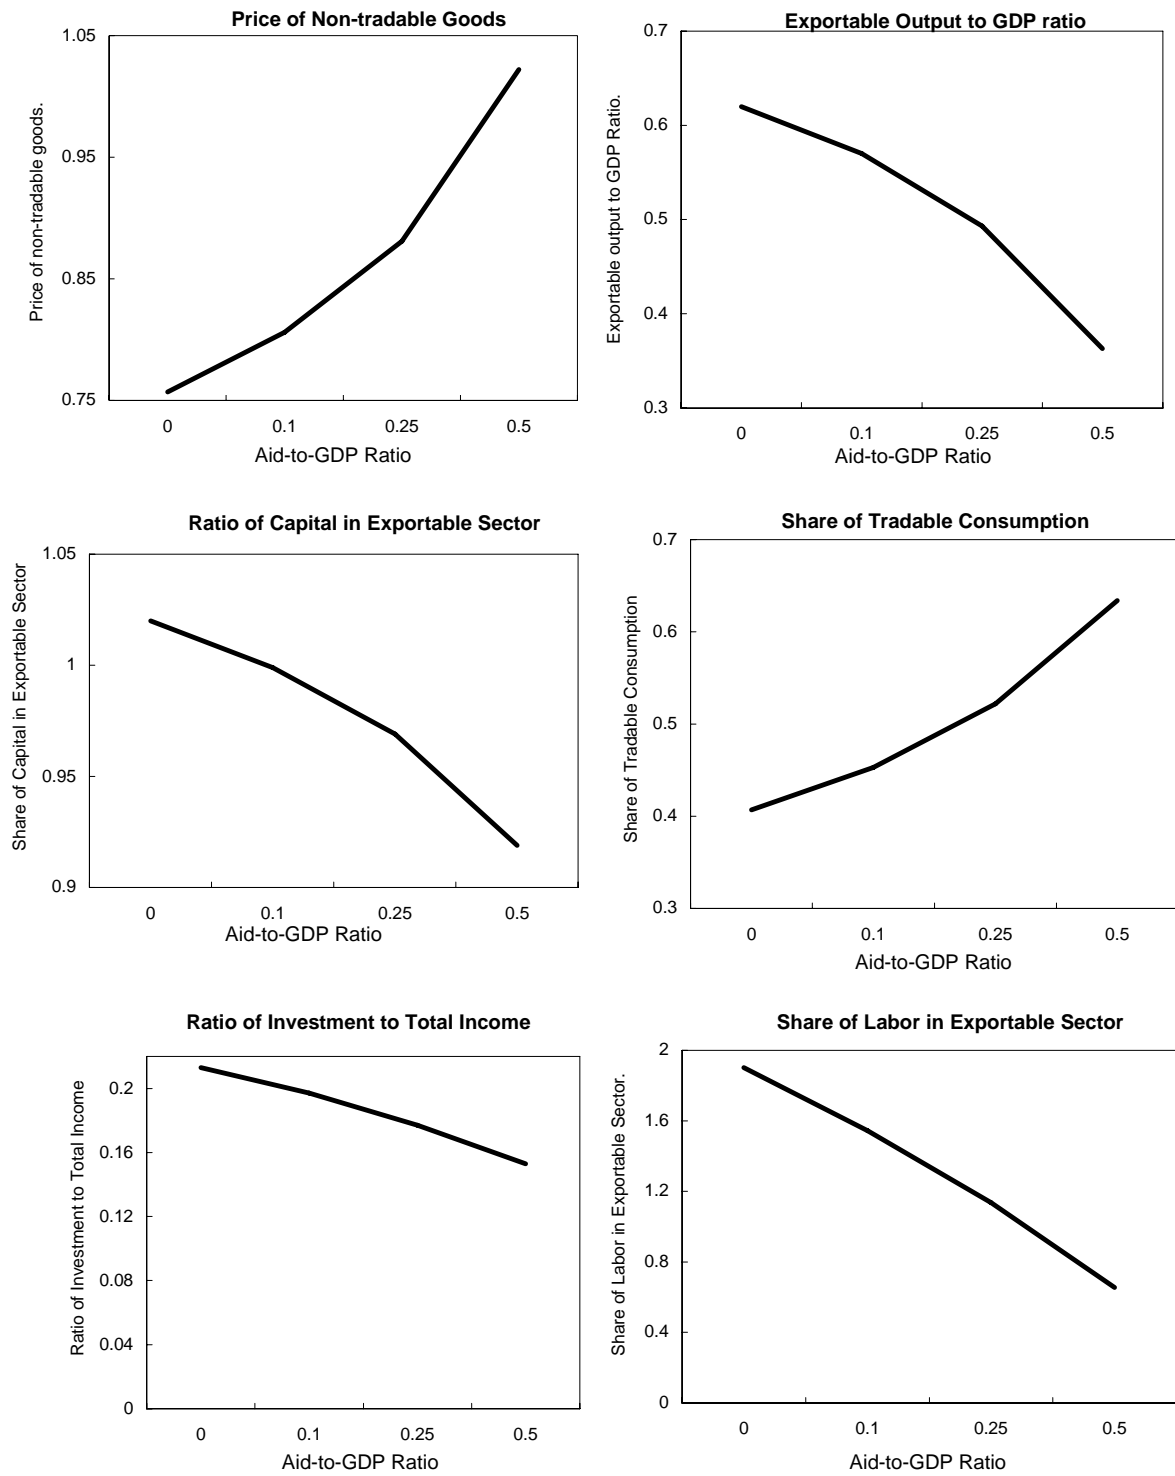 Price of Non-tradable Goods
Price of non-tradable goods.
1.05
0.95
0.85
0.75
0 0.1 0.25 0.5
Aid-to-GDP Ratio
Exportable Output to GDP ratio
Exportable output to GDP Ratio.
0.7
0.6
0.5
0.4
0.3
0 0.1 0.25 0.5
Aid-to-GDP Ratio
Ratio of Capital in Exportable Sector
Share of Capital in Exportable Sector
1.05
1
0.95
0.9
0 0.1 0.25 0.5
Aid-to-GDP Ratio
Share of Tradable Consumption
Share of Tradable Consumption
0.7
0.6
0.5
0.4
0.3
0 0.1 0.25 0.5
Aid-to-GDP Ratio
Ratio of Investment to Total Income
Ratio of Investment to Total Income
0.2
0.16
0.12
0.08
0.04
0
0 0.1 0.25 0.5
Aid-to-GDP Ratio
Share of Labor in Exportable Sector
Share of Labor in Exportable Sector.
2
1.6
1.2
0.8
0.4
0
0 0.1 0.25 0.5
Aid-to-GDP Ratio